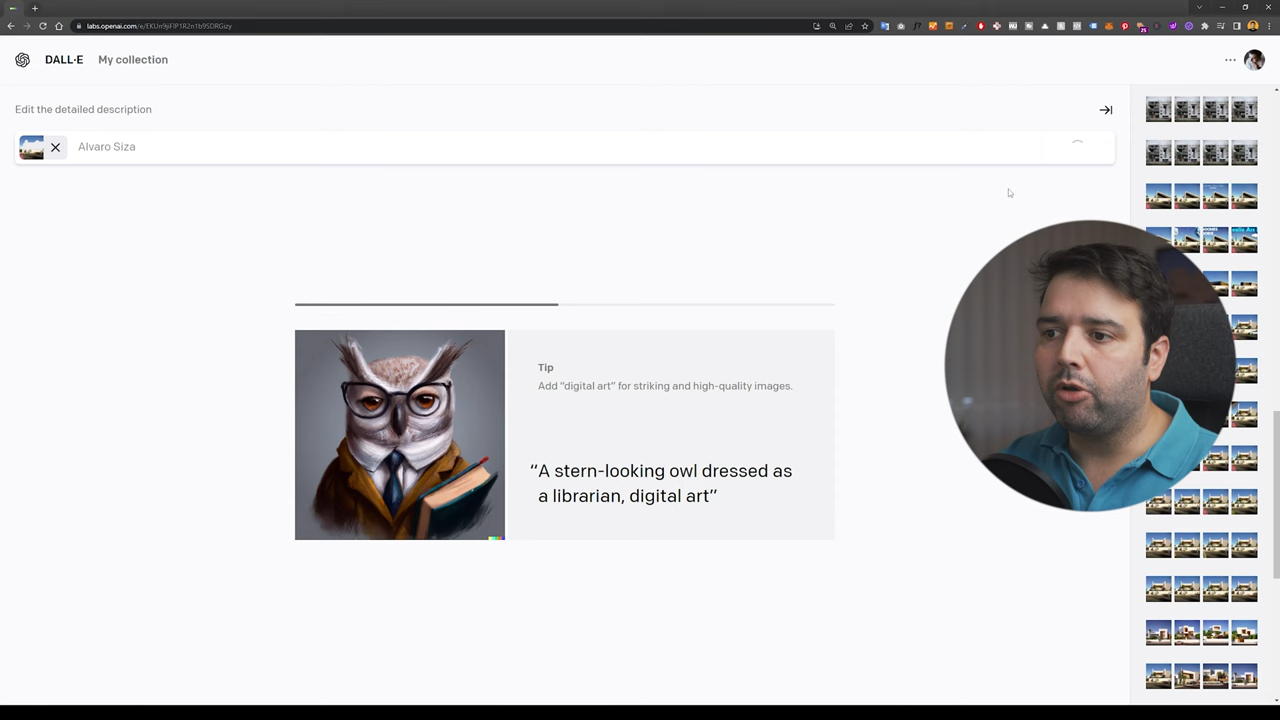 labs.openai.com/e/EKUn9jiFlP1R2n1b95DRGizy
DALL·E
My collection
Edit the detailed description
Alvaro Siza
Tip
Add "digital art" for striking and high-quality images.
“A stern-looking owl dressed as
a librarian, digital art”